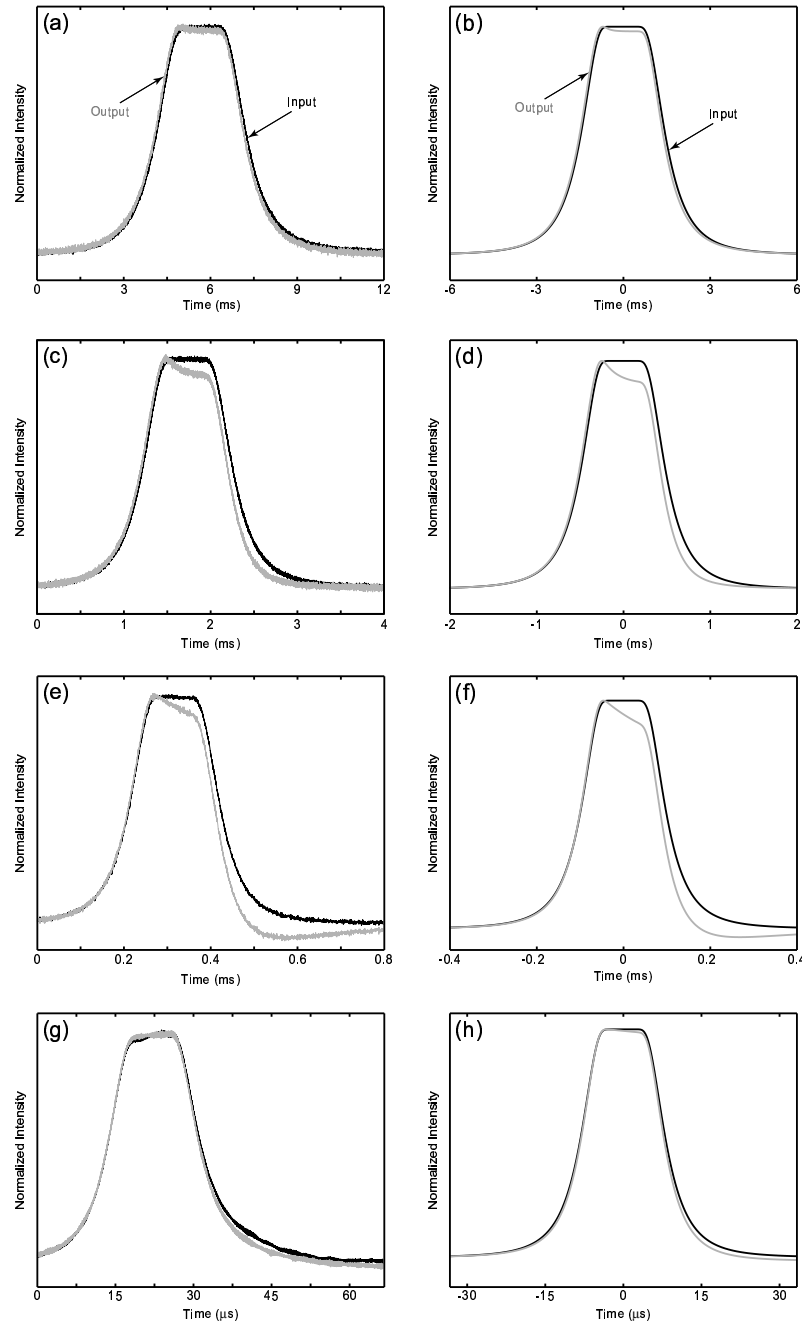 (a)
Normalized Intensity
Output
Input
0 3 6 9 12
Time (ms)
(b)
Normalized Intensity
Output
Input
-6 -3 0 3 6
Time (ms)
(c)
Normalized Intensity
0 1 2 3 4
Time (ms)
(d)
Normalized Intensity
-2 -1 0 1 2
Time (ms)
(e)
Normalized Intensity
0 0.2 0.4 0.6 0.8
Time (ms)
(f)
Normalized Intensity
-0.4 -0.2 0 0.2 0.4
Time (ms)
(g)
Normalized Intensity
0 15 30 45 60
Time (μs)
(h)
Normalized Intensity
-30 -15 0 15 30
Time (μs)